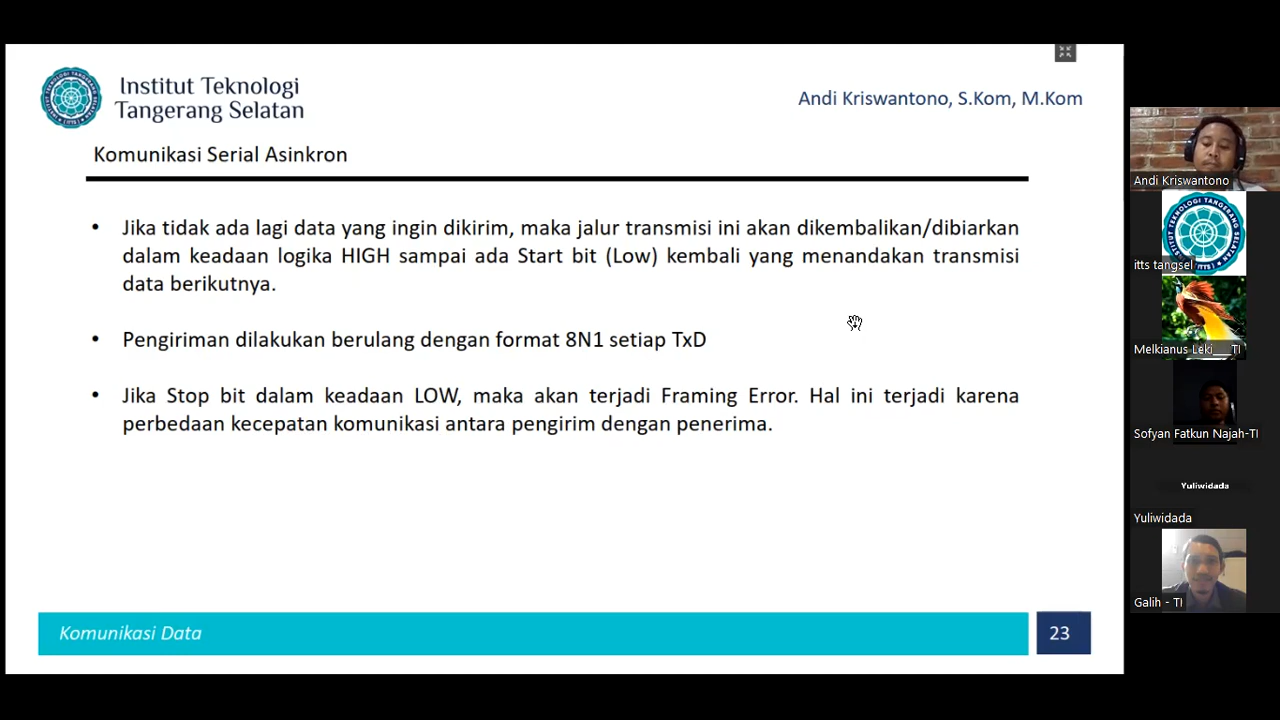 Institut Teknologi
Tangerang Selatan
Andi Kriswantono, S.Kom, M.Kom
Komunikasi Serial Asinkron
• Jika tidak ada lagi data yang ingin dikirim, maka jalur transmisi ini akan dikembalikan/dibiarkan
dalam keadaan logika HIGH sampai ada Start bit (Low) kembali yang menandakan transmisi
data berikutnya.
• Pengiriman dilakukan berulang dengan format 8N1 setiap TxD
• Jika Stop bit dalam keadaan LOW, maka akan terjadi Framing Error. Hal ini terjadi karena
perbedaan kecepatan komunikasi antara pengirim dengan penerima.
Komunikasi Data
23
Andi Kriswantono
itts tangsel
Melkianus Leki___TI
Sofyan Fatkun Najah-TI
Yuliwidada
Yuliwidada
Galih - TI